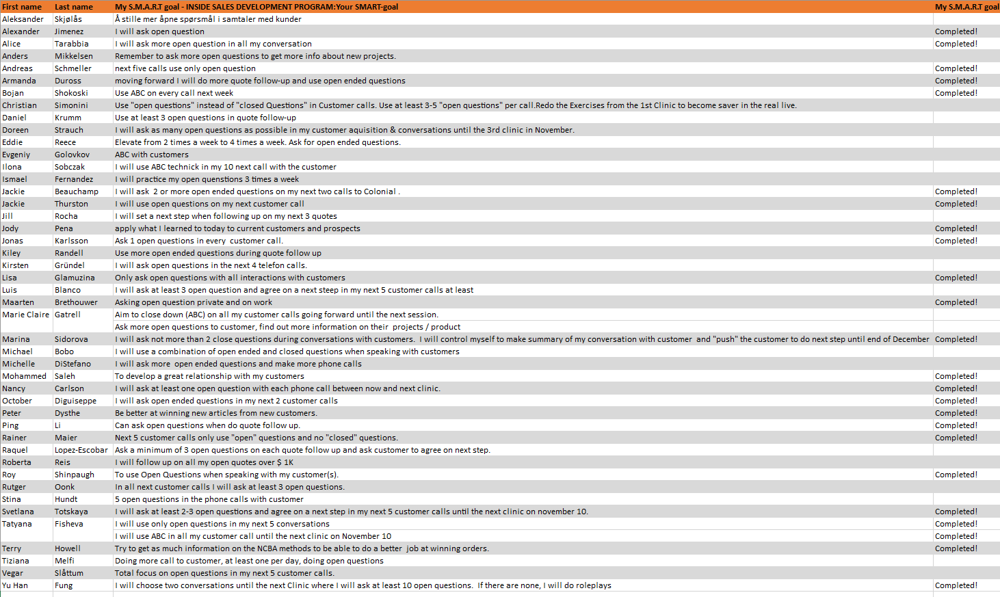 First name Last name My S.M.A.R.T goal - INSIDE SALES DEVELOPMENT PROGRAM:Your SMART-goal My S.M.A.R.T goal
Aleksander Skjølås Å stille mer åpne spørsmål i samtaler med kunder
Alexander Jimenez I will ask open question Completed!
Alice Tarabbia I will ask more open question in all my conversation Completed!
Anders Mikkelsen Remember to ask more open questions to get more info about new projects.
Andreas Schmeller next five calls use only open question Completed!
Armanda Duross moving forward I will do more quote follow-up and use open ended questions Completed!
Bojan Shokoski Use ABC on every call next week Completed!
Christian Simonini Use "open questions" instead of "closed Questions" in Customer calls. Use at least 3-5 "open questions" per call.Redo the Exercises from the 1st Clinic to become saver in the real live.
Daniel Krumm Use at least 3 open questions in quote follow-up
Doreen Strauch I will ask as many open questions as possible in my customer aquisition & conversations until the 3rd clinic in November.
Eddie Reece Elevate from 2 times a week to 4 times a week. Ask for open ended questions.
Evgeniy Golovkov ABC with customers
Ilona Sobczak I will use ABC technick in my 10 next call with the customer
Ismael Fernandez I will practice my open quenstions 3 times a week
Jackie Beauchamp I will ask 2 or more open ended questions on my next two calls to Colonial . Completed!
Jackie Thurston I will use open questions on my next customer call Completed!
Jill Rocha I will set a next step when following up on my next 3 quotes
Jody Pena apply what I learned to today to current customers and prospects Completed!
Jonas Karlsson Ask 1 open questions in every customer call. Completed!
Kiley Randell Use more open ended questions during quote follow up
Kirsten Gründel I will ask open questions in the next 4 telefon calls.
Lisa Glamuzina Only ask open questions with all interactions with customers Completed!
Luis Blanco I will ask at least 3 open question and agree on a next steep in my next 5 customer calls at least
Maarten Brethouwer Asking open question private and on work Completed!
Marie Claire Gatrell Aim to close down (ABC) on all my customer calls going forward until the next session.
Ask more open questions to customer, find out more information on their projects / product
Marina Sidorova I will ask not more than 2 close questions during conversations with customers. I will control myself to make summary of my conversation with customer and "push" the customer to do next step until end of December Completed!
Michael Bobo I will use a combination of open ended and closed questions when speaking with customers
Michelle DiStefano I will ask more open ended questions and make more phone calls
Mohammed Saleh To develop a great relationship with my customers Completed!
Nancy Carlson I will ask at least one open question with each phone call between now and next clinic. Completed!
October Diguiseppe I will ask open ended questions in my next 2 customer calls Completed!
Peter Dysthe Be better at winning new articles from new customers. Completed!
Ping Li Can ask open questions when do quote follow up. Completed!
Rainer Maier Next 5 customer calls only use "open" questions and no "closed" questions. Completed!
Raquel Lopez-Escobar Ask a minimum of 3 open questions on each quote follow up and ask customer to agree on next step.
Roberta Reis I will follow up on all my open quotes over $ 1K
Roy Shinpaugh To use Open Questions when speaking with my customer(s). Completed!
Rutger Oonk In all next customer calls I will ask at least 3 open questions.
Stina Hundt 5 open questions in the phone calls with customer
Svetlana Totskaya I will ask at least 2-3 open questions and agree on a next step in my next 5 customer calls until the next clinic on november 10. Completed!
Tatyana Fisheva I will use only open questions in my next 5 conversations Completed!
I will use ABC in all my customer call until the next clinic on November 10 Completed!
Terry Howell Try to get as much information on the NCBA methods to be able to do a better job at winning orders. Completed!
Tiziana Melfi Doing more call to customer, at least one per day, doing open questions
Vegar Slåttum Total focus on open questions in my next 5 customer calls.
Yu Han Fung I will choose two conversations until the next Clinic where I will ask at least 10 open questions. If there are none, I will do roleplays Completed!